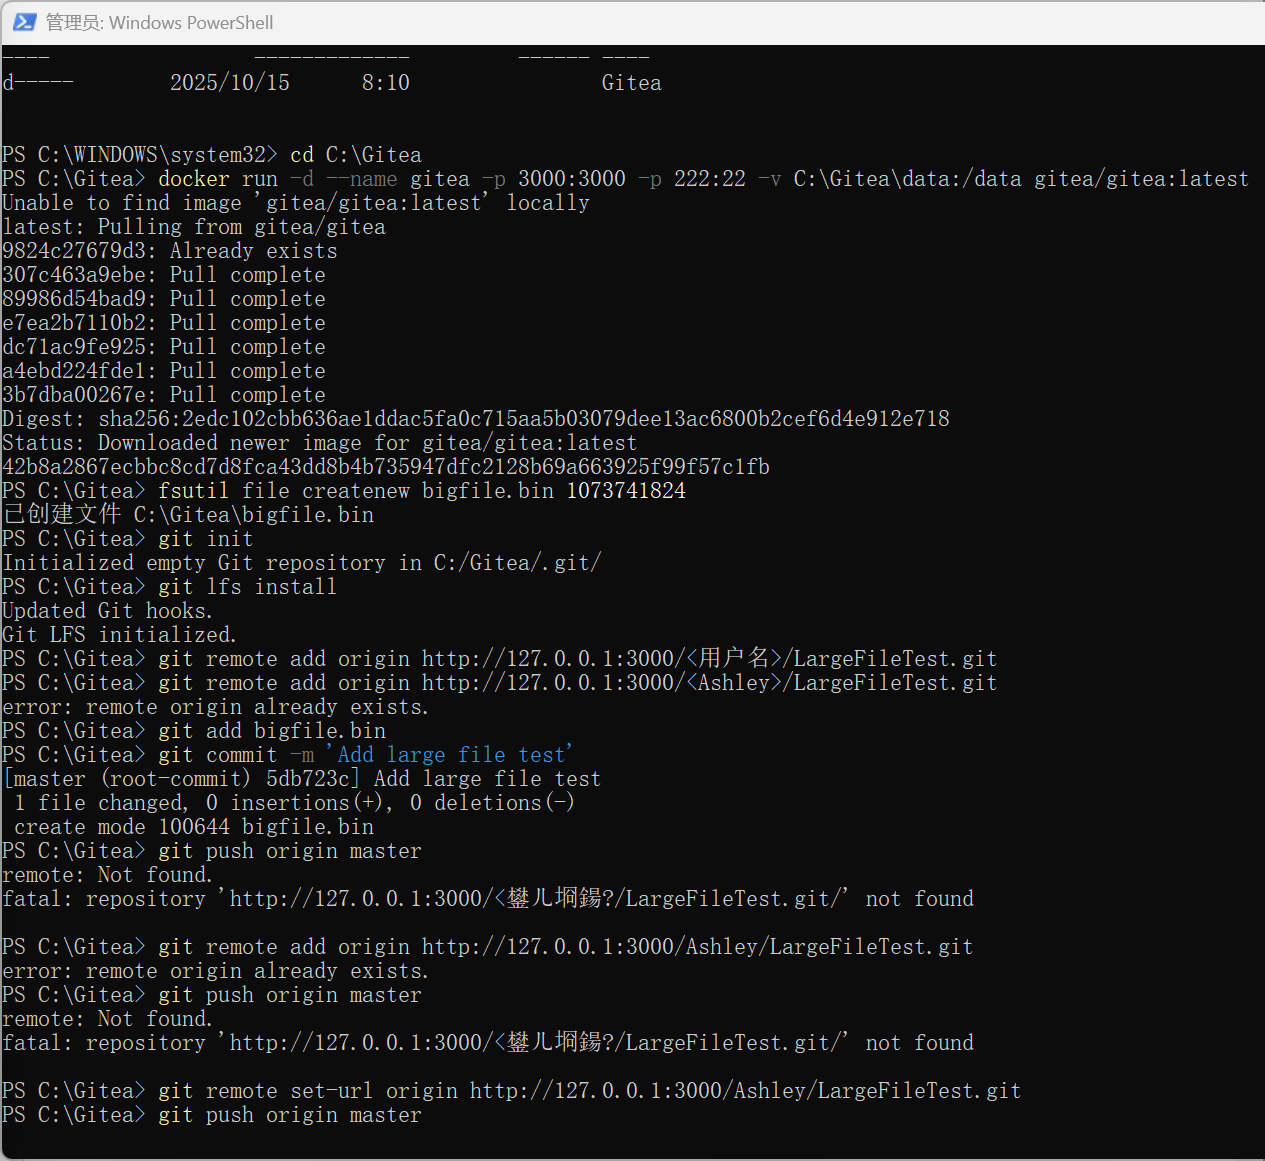 管理员: Windows PowerShell
---- ------------- ------ ----
d----- 2025/10/15 8:10 Gitea
PS C:\WINDOWS\system32> cd C:\Gitea
PS C:\Gitea> docker run -d --name gitea -p 3000:3000 -p 222:22 -v C:\Gitea\data:/data gitea/gitea:latest
Unable to find image 'gitea/gitea:latest' locally
latest: Pulling from gitea/gitea
9824c27679d3: Already exists
307c463a9ebe: Pull complete
89986d54bad9: Pull complete
e7ea2b7110b2: Pull complete
dc71ac9fe925: Pull complete
a4ebd224fde1: Pull complete
3b7dba00267e: Pull complete
Digest: sha256:2edc102cbb636ae1ddac5fa0c715aa5b03079dee13ac6800b2cef6d4e912e718
Status: Downloaded newer image for gitea/gitea:latest
42b8a2867ecbbc8cd7d8fca43dd8b4b735947dfc2128b69a663925f99f57c1fb
PS C:\Gitea> fsutil file createnew bigfile.bin 1073741824
已创建文件 C:\Gitea\bigfile.bin
PS C:\Gitea> git init
Initialized empty Git repository in C:/Gitea/.git/
PS C:\Gitea> git lfs install
Updated Git hooks.
Git LFS initialized.
PS C:\Gitea> git remote add origin http://127.0.0.1:3000/<用户名>/LargeFileTest.git
PS C:\Gitea> git remote add origin http://127.0.0.1:3000/<Ashley>/LargeFileTest.git
error: remote origin already exists.
PS C:\Gitea> git add bigfile.bin
PS C:\Gitea> git commit -m 'Add large file test'
[master (root-commit) 5db723c] Add large file test
 1 file changed, 0 insertions(+), 0 deletions(-)
 create mode 100644 bigfile.bin
PS C:\Gitea> git push origin master
remote: Not found.
fatal: repository 'http://127.0.0.1:3000/<鐢ㄦ埛鍚?/LargeFileTest.git/' not found
PS C:\Gitea> git remote add origin http://127.0.0.1:3000/Ashley/LargeFileTest.git
error: remote origin already exists.
PS C:\Gitea> git push origin master
remote: Not found.
fatal: repository 'http://127.0.0.1:3000/<鐢ㄦ埛鍚?/LargeFileTest.git/' not found
PS C:\Gitea> git remote set-url origin http://127.0.0.1:3000/Ashley/LargeFileTest.git
PS C:\Gitea> git push origin master